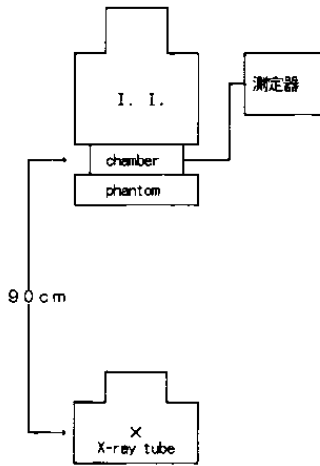 I. I.
測定器
chamber
phantom
90cm
X-ray tube